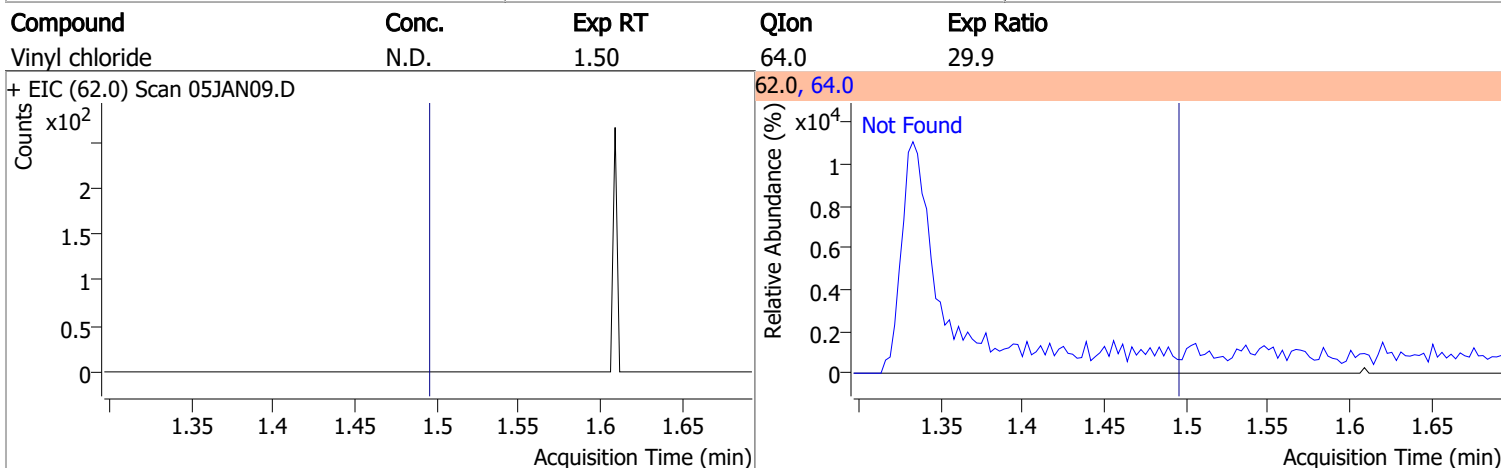 Compound Conc. Exp RT QIon Exp Ratio
Vinyl chloride N.D. 1.50 64.0 29.9
+ EIC (62.0) Scan 05JAN09.D
Counts
x10²
2
1.5
1
0.5
0
1.35 1.4 1.45 1.5 1.55 1.6 1.65
Acquisition Time (min)
62.0, 64.0
Relative Abundance (%)
x10⁴
Not Found
1
0.8
0.6
0.4
0.2
0
1.35 1.4 1.45 1.5 1.55 1.6 1.65
Acquisition Time (min)